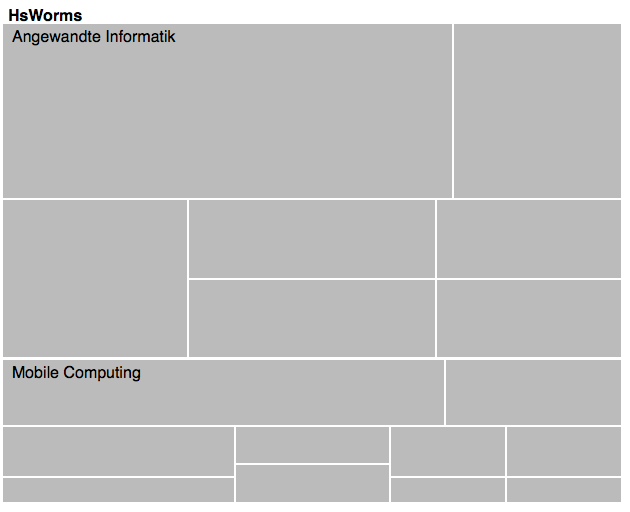 HsWorms
Angewandte Informatik
Mobile Computing